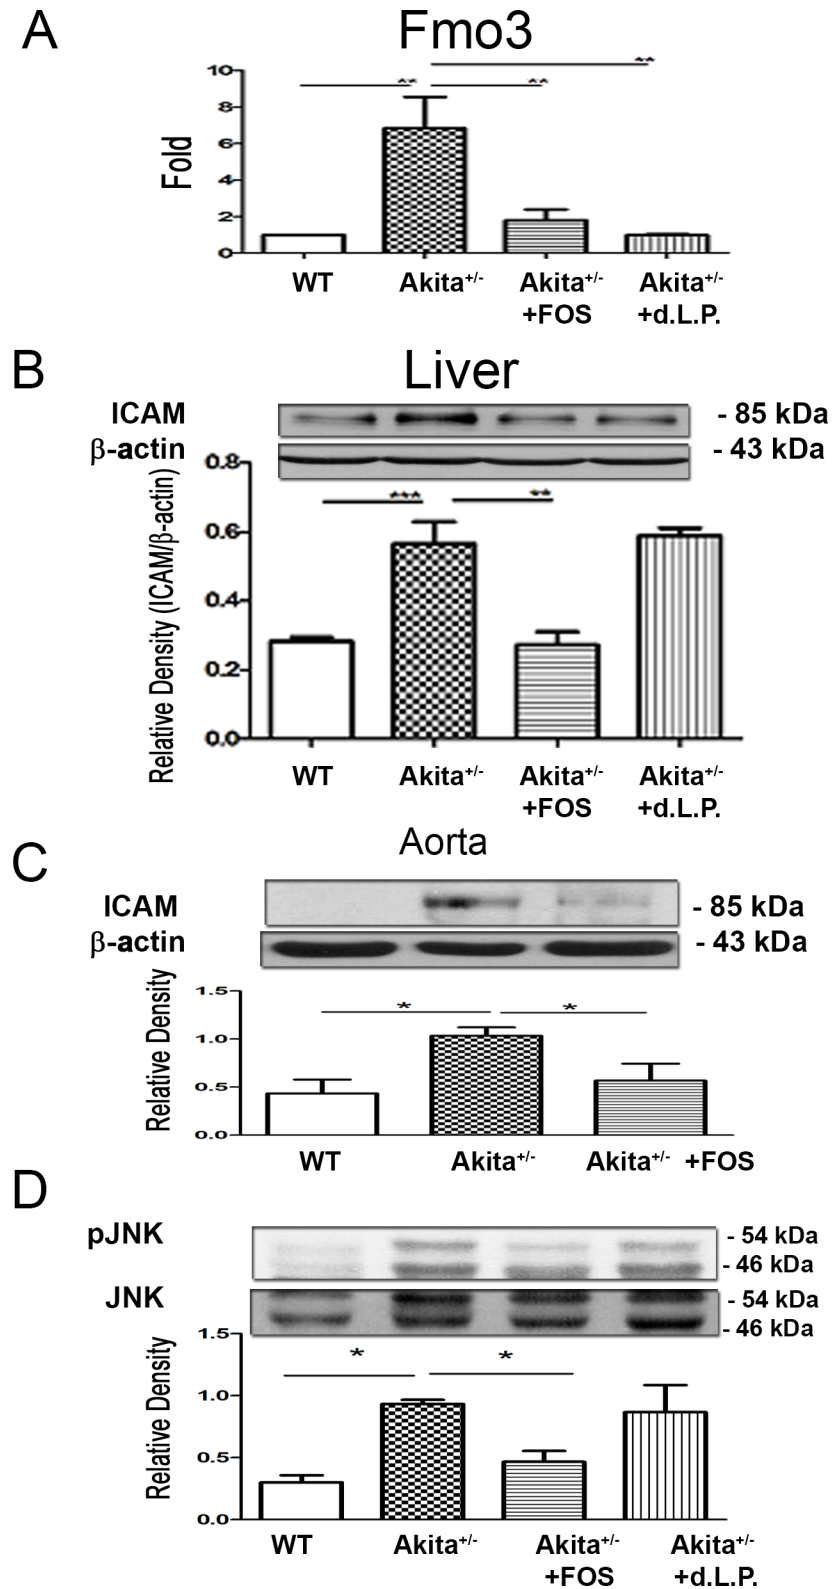 A
Fmo3
**
** **
10
8
6
4
2
0
Fold
WT Akita+/- Akita+/- Akita+/-
+FOS +d.L.P.
B
Liver
ICAM - 85 kDa
β-actin - 43 kDa
*** **
0.8
0.6
0.4
0.2
0.0
Relative Density (ICAM/β-actin)
WT Akita+/- Akita+/- Akita+/-
+FOS +d.L.P.
C
Aorta
ICAM - 85 kDa
β-actin - 43 kDa
* *
1.5
1.0
0.5
0.0
Relative Density
WT Akita+/- Akita+/- +FOS
D
pJNK - 54 kDa
- 46 kDa
JNK - 54 kDa
- 46 kDa
* *
1.5
1.0
0.5
0.0
Relative Density
WT Akita+/- Akita+/- Akita+/-
+FOS +d.L.P.